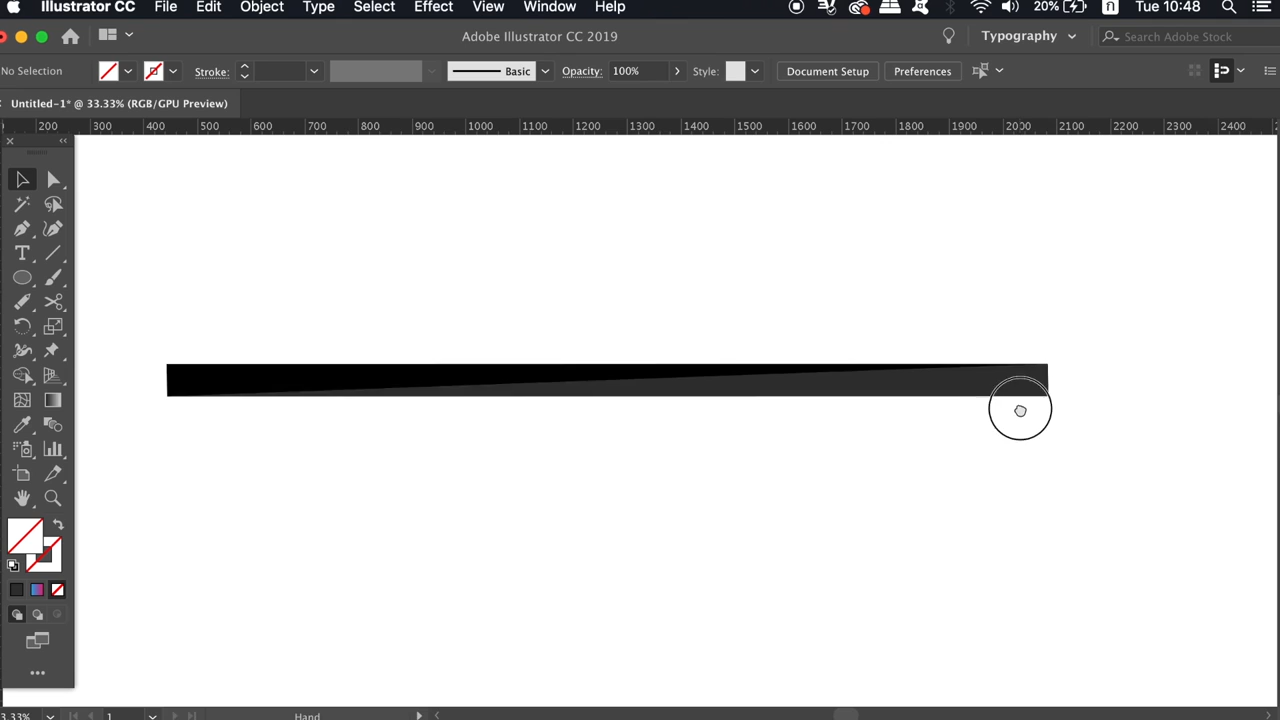 Illustrator CC File Edit Object Type Select Effect View Window Help 20% Tue 10:48
Adobe Illustrator CC 2019 Typography Search Adobe Stock
No Selection Stroke: Basic Opacity: 100% Style: Document Setup Preferences
Untitled-1* @ 33.33% (RGB/GPU Preview)
200 300 400 500 600 700 800 900 1000 1100 1200 1300 1400 1500 1600 1700 1800 1900 2000 2100 2200 2300 2400
T
3.33% 1 Hand